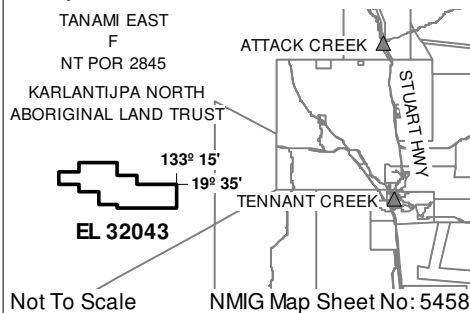 TANAMI EAST
F
NT POR 2845
KARLANTIJPA NORTH
ABORIGINAL LAND TRUST
133º 15'
19º 35'
EL 32043
ATTACK CREEK
STUART HWY
TENNANT CREEK
Not To Scale
NMIG Map Sheet No: 5458